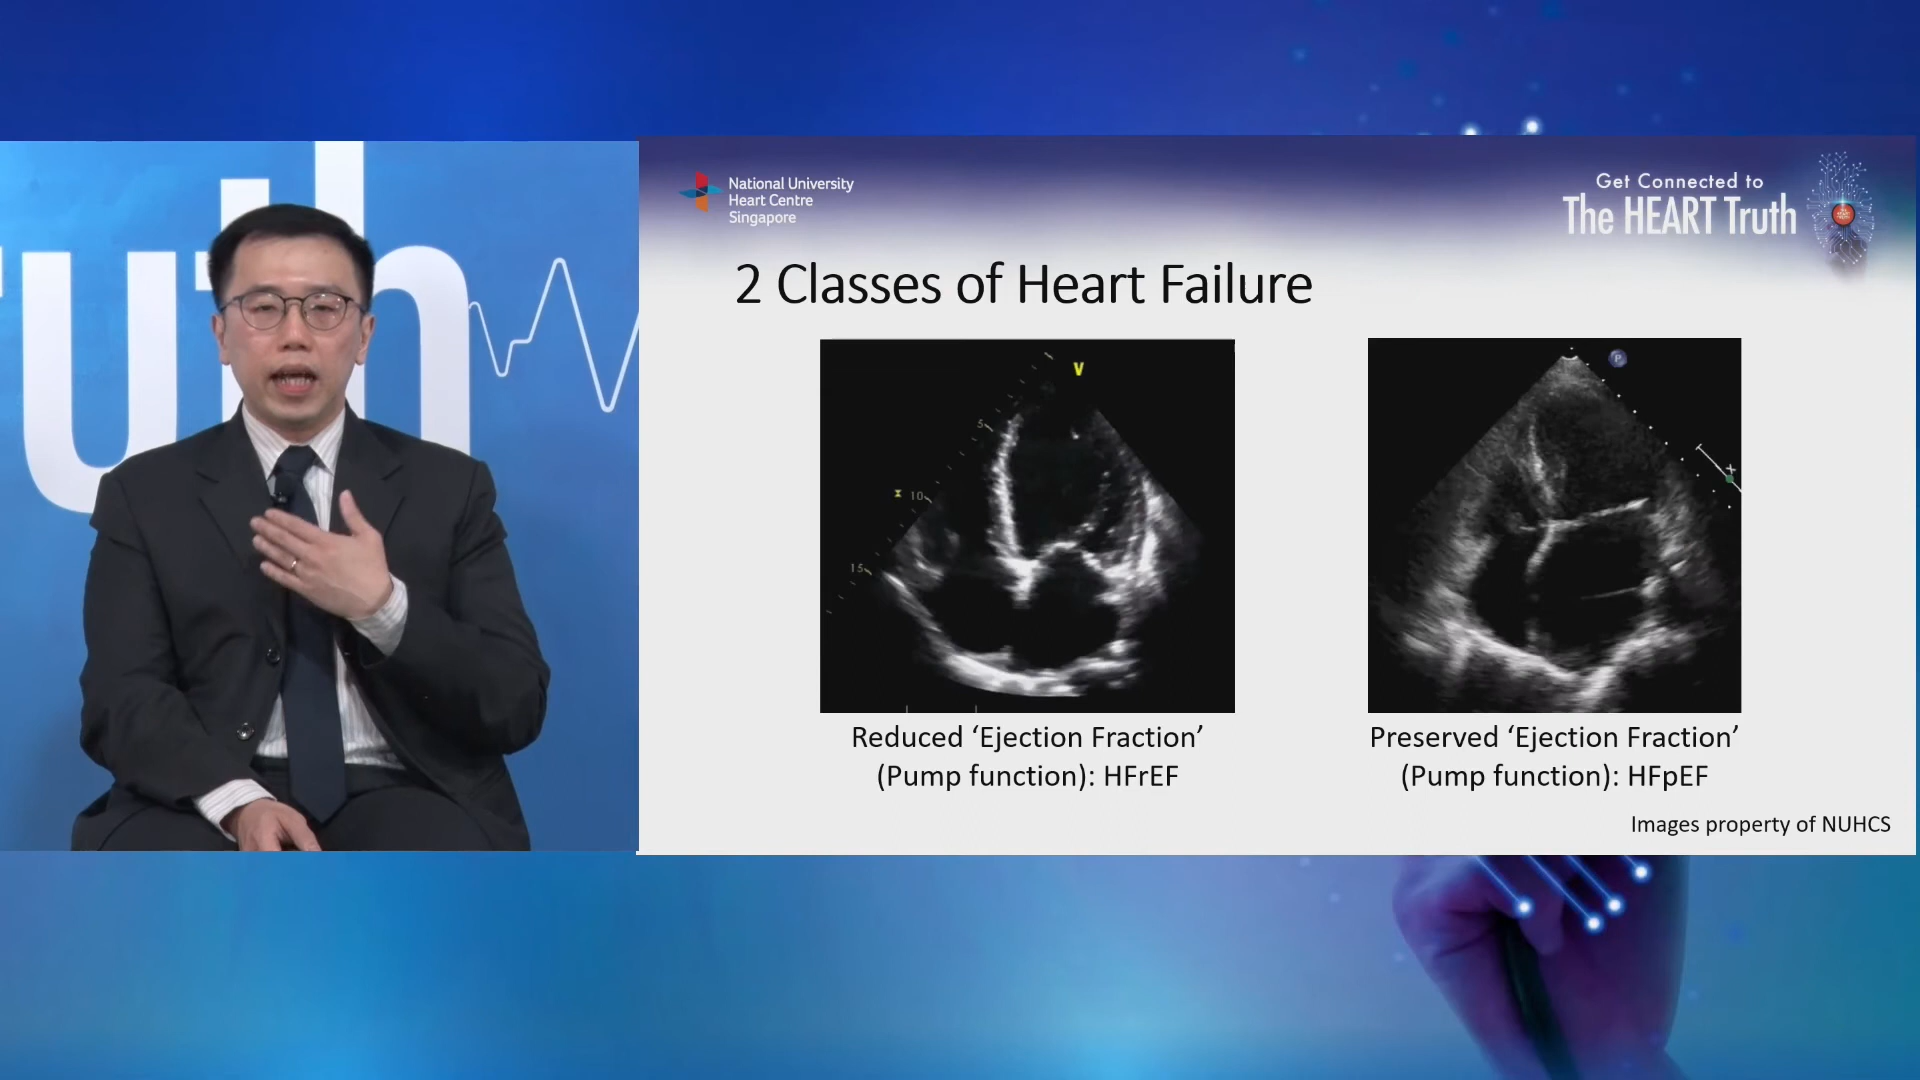 uth
National University
Heart Centre
Singapore
Get Connected to
The HEART Truth
2 Classes of Heart Failure
V
5
10
15
P
Reduced ‘Ejection Fraction’
(Pump function): HFrEF
Preserved ‘Ejection Fraction’
(Pump function): HFpEF
Images property of NUHCS